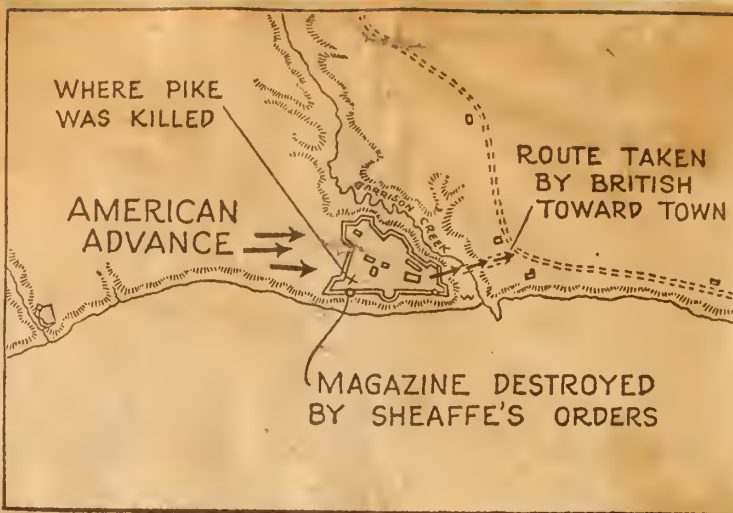 WHERE PIKE
WAS KILLED
AMERICAN
ADVANCE
GARRISON CREEK
ROUTE TAKEN
BY BRITISH
TOWARD TOWN
MAGAZINE DESTROYED
BY SHEAFFE'S ORDERS